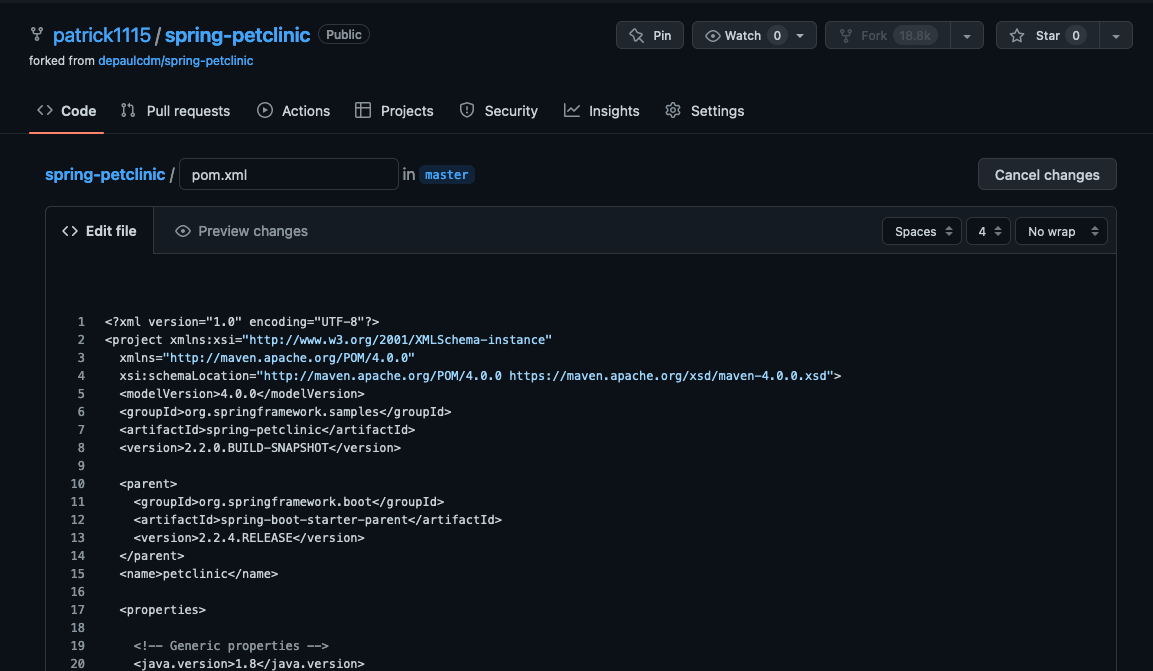 patrick1115 / spring-petclinic Public Pin Watch 0 Fork 18.8k Star 0
forked from depaulcdm/spring-petclinic
Code Pull requests Actions Projects Security Insights Settings
spring-petclinic / pom.xml in master Cancel changes
<> Edit file Preview changes Spaces 4 No wrap
1 <?xml version="1.0" encoding="UTF-8"?>
2 <project xmlns:xsi="http://www.w3.org/2001/XMLSchema-instance"
3   xmlns="http://maven.apache.org/POM/4.0.0"
4   xsi:schemaLocation="http://maven.apache.org/POM/4.0.0 https://maven.apache.org/xsd/maven-4.0.0.xsd">
5   <modelVersion>4.0.0</modelVersion>
6   <groupId>org.springframework.samples</groupId>
7   <artifactId>spring-petclinic</artifactId>
8   <version>2.2.0.BUILD-SNAPSHOT</version>
9
10   <parent>
11     <groupId>org.springframework.boot</groupId>
12     <artifactId>spring-boot-starter-parent</artifactId>
13     <version>2.2.4.RELEASE</version>
14   </parent>
15   <name>petclinic</name>
16
17   <properties>
18
19     <!-- Generic properties -->
20     <java.version>1.8</java.version>